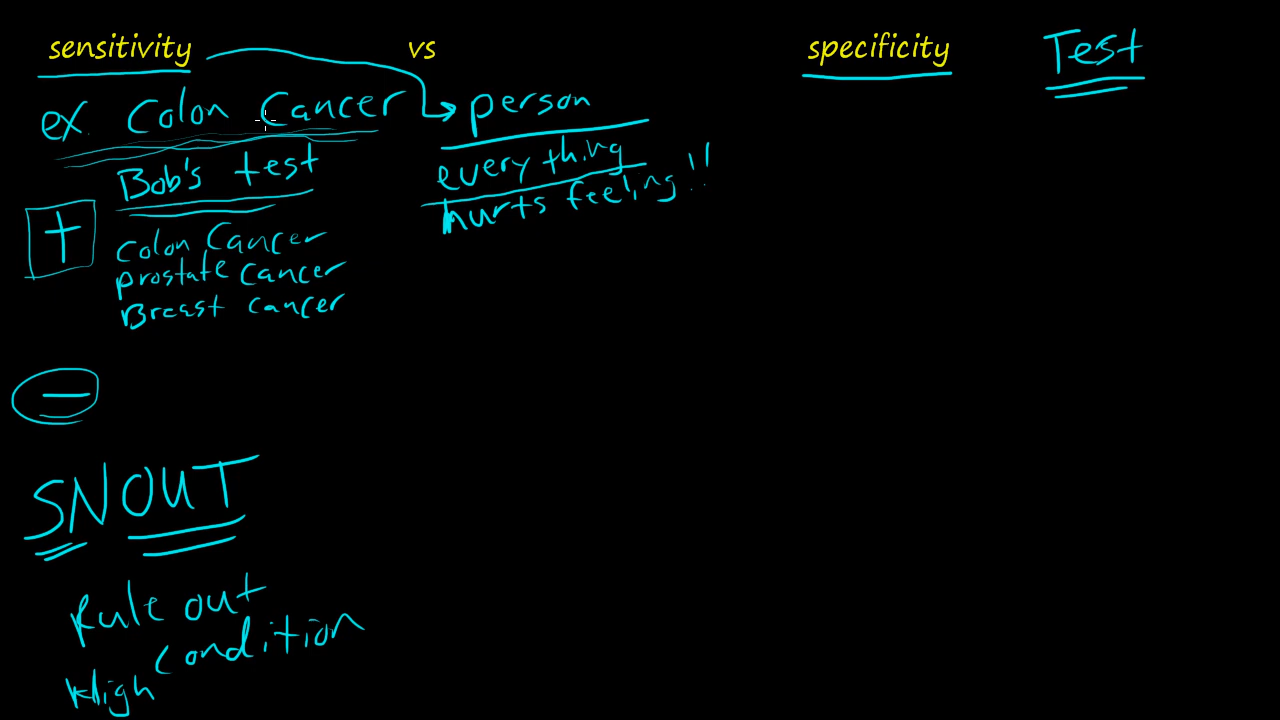 sensitivity vs specificity Test
ex. Colon Cancer
person
Bob's test
every thing
hurts feeling!!
+
Colon Cancer
prostate cancer
Breast cancer
−
SNOUT
Rule out
condition
High